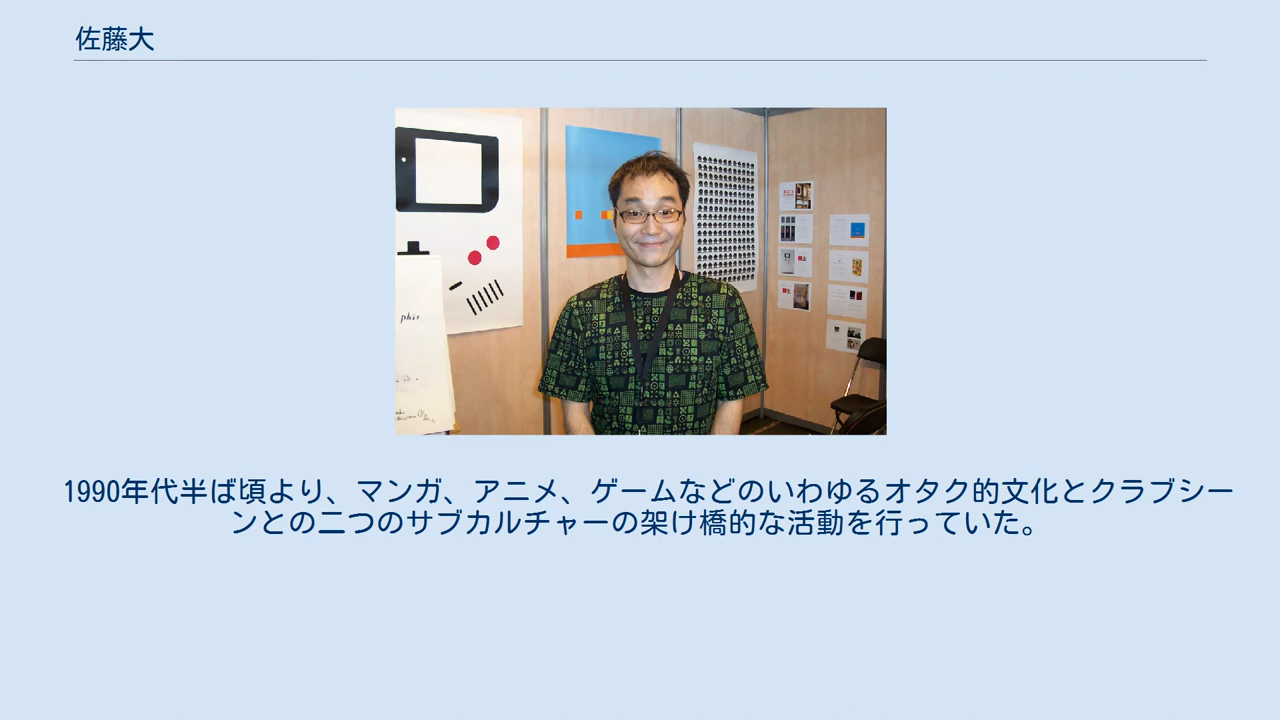 佐藤大
phir
1990年代半ば頃より、マンガ、アニメ、ゲームなどのいわゆるオタク的文化とクラブシー
ンとの二つのサブカルチャーの架け橋的な活動を行っていた。